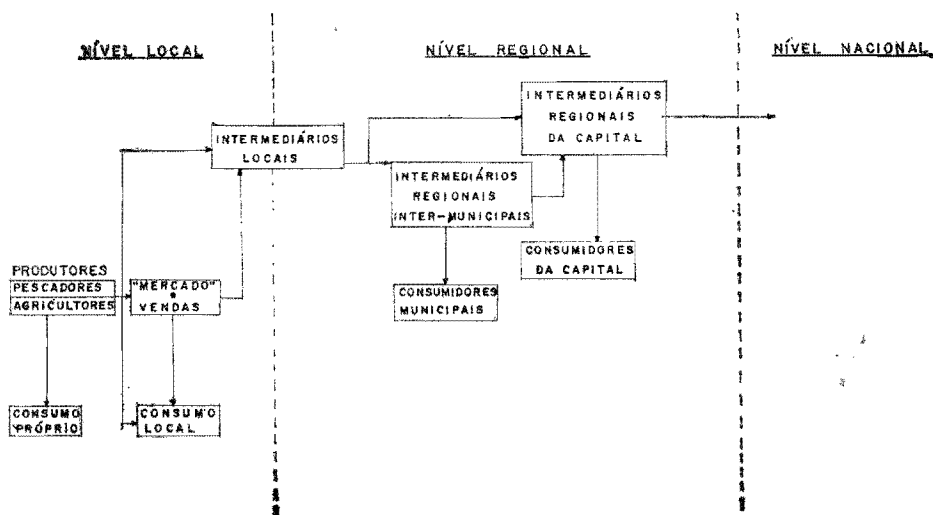 NÍVEL LOCAL
NÍVEL REGIONAL
NÍVEL NACIONAL
INTERMEDIÁRIOS
LOCAIS
INTERMEDIÁRIOS
REGIONAIS
DA CAPITAL
INTERMEDIÁRIOS
REGIONAIS
INTER-MUNICIPAIS
CONSUMIDORES
DA CAPITAL
CONSUMIDORES
MUNICIPAIS
PRODUTORES
PESCADORES
AGRICULTORES
"MERCADO"
VENDAS
CONSUMO
PRÓPRIO
CONSUMO
LOCAL